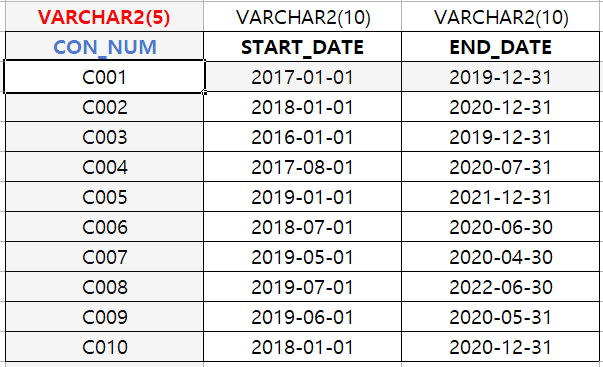 VARCHAR2(5) VARCHAR2(10) VARCHAR2(10)
CON_NUM START_DATE END_DATE
C001 2017-01-01 2019-12-31
C002 2018-01-01 2020-12-31
C003 2016-01-01 2019-12-31
C004 2017-08-01 2020-07-31
C005 2019-01-01 2021-12-31
C006 2018-07-01 2020-06-30
C007 2019-05-01 2020-04-30
C008 2019-07-01 2022-06-30
C009 2019-06-01 2020-05-31
C010 2018-01-01 2020-12-31